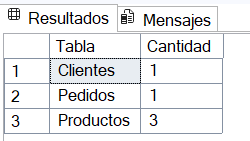 Resultados Mensajes
Tabla Cantidad
1 Clientes 1
2 Pedidos 1
3 Productos 3